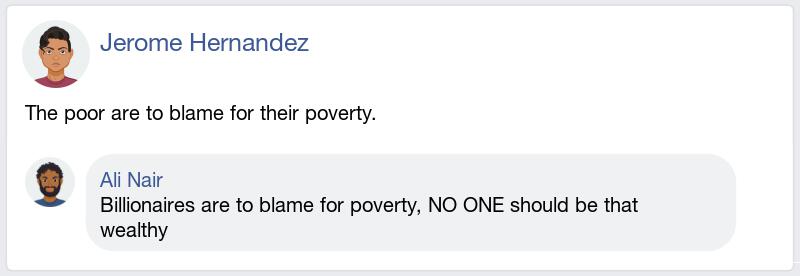 Jerome Hernandez
The poor are to blame for their poverty.
Ali Nair
Billionaires are to blame for poverty, NO ONE should be that
wealthy